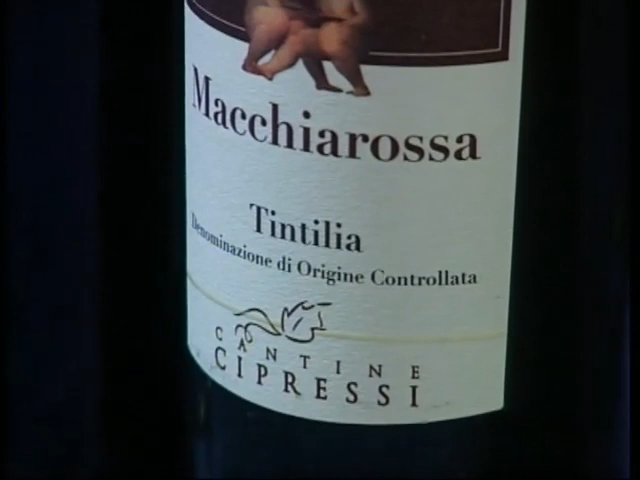 Macchiarossa
Tintilia
Denominazione di Origine Controllata
CANTINE
CIPRESSI